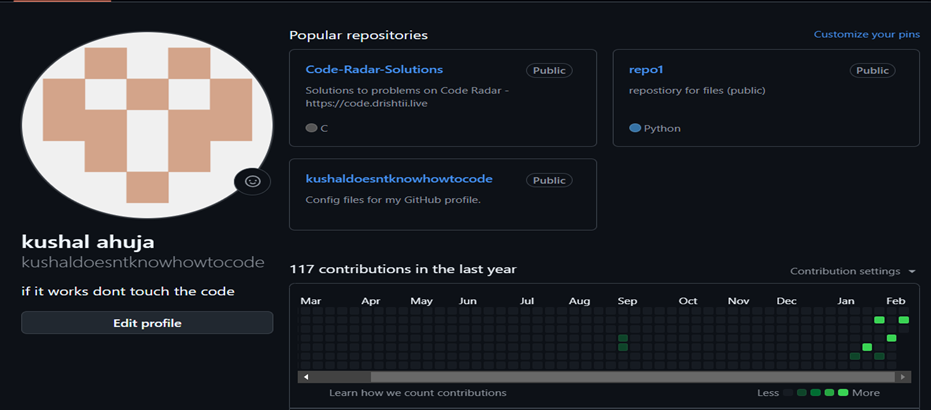 Popular repositories
Customize your pins
Code-Radar-Solutions
Public
Solutions to problems on Code Radar -
https://code.drishtii.live
C
repo1
Public
repostiory for files (public)
Python
kushaldoesntknowhowtocode
Public
Config files for my GitHub profile.
kushal ahuja
kushaldoesntknowhowtocode
if it works dont touch the code
Edit profile
117 contributions in the last year
Contribution settings
Mar Apr May Jun Jul Aug Sep Oct Nov Dec Jan Feb
Learn how we count contributions
Less More